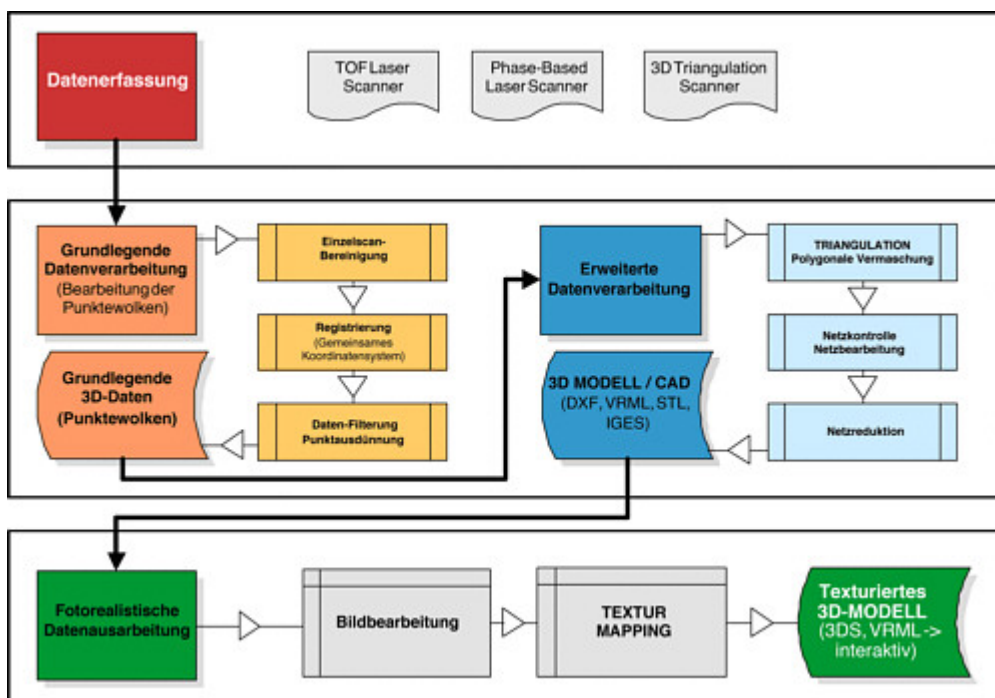 Datenerfassung
TOF Laser
Scanner
Phase-Based
Laser Scanner
3D Triangulation
Scanner
Grundlegende
Datenverarbeitung
(Bearbeitung der
Punktewolken)
Einzelscan-
Bereinigung
Registrierung
(Gemeinsames
Koordinatensystem)
Daten-Filterung
Punktausdünnung
Grundlegende
3D-Daten
(Punktewolken)
Erweiterte
Datenverarbeitung
TRIANGULATION
Polygonale Vermaschung
Netzkontrolle
Netzbearbeitung
Netzreduktion
3D MODELL / CAD
(DXF, VRML, STL,
IGES)
Fotorealistische
Datenausarbeitung
Bildbearbeitung
TEXTUR
MAPPING
Texturiertes
3D-MODELL
(3DS, VRML ->
interaktiv)